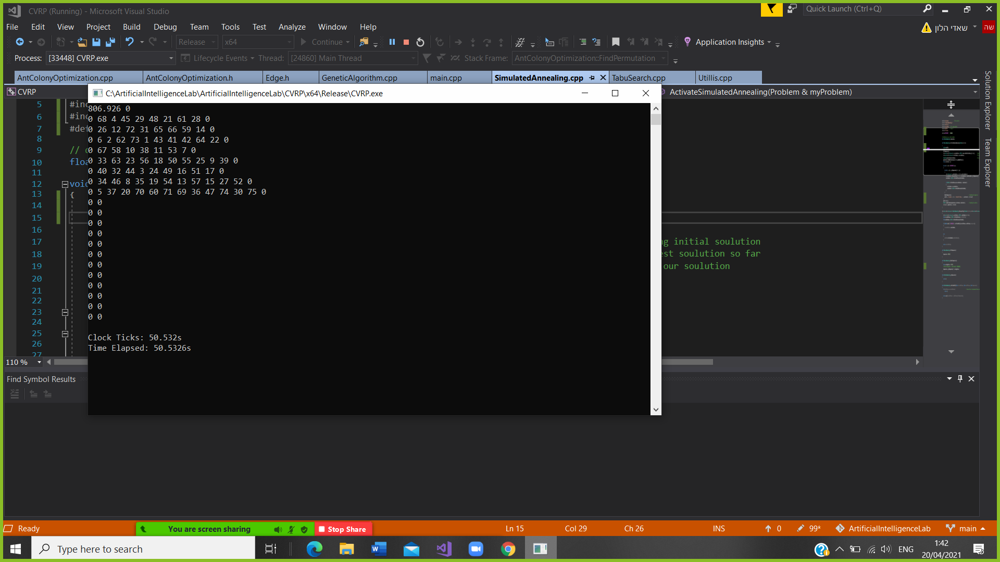 CVRP (Running) - Microsoft Visual Studio
Quick Launch (Ctrl+Q)
File Edit View Project Build Debug Team Tools Test Analyze Window Help
שאדי הלון
שה
Release x64 Continue Application Insights
Process: [33448] CVRP.exe Lifecycle Events Thread: [24860] Main Thread Stack Frame: AntColonyOptimization::FindPermutation
AntColonyOptimization.cpp AntColonyOptimization.h Edge.h GeneticAlgorithm.cpp main.cpp SimulatedAnnealing.cpp TabuSearch.cpp Utillis.cpp
CVRP
ActivateSimulatedAnnealing(Problem & myProblem)
Solution Explorer
Team Explorer
C:\ArtificialIntelligenceLab\ArtificialIntelligenceLab\CVRP\x64\Release\CVRP.exe
5 #inc
6 #inc
7 #def
8
9 // c
10 floa
11
12 void
13 {
14
15
16
17 ng initial soulution
18 est soulution so far
19 our soulution
20
21
22
23
24
25
26
27
806.926 0
0 68 4 45 29 48 21 61 28 0
0 26 12 72 31 65 66 59 14 0
0 6 2 62 73 1 43 41 42 64 22 0
0 67 58 10 38 11 53 7 0
0 33 63 23 56 18 50 55 25 9 39 0
0 40 32 44 3 24 49 16 51 17 0
0 34 46 8 35 19 54 13 57 15 27 52 0
0 5 37 20 70 60 71 69 36 47 74 30 75 0
0 0
0 0
0 0
0 0
0 0
0 0
0 0
0 0
0 0
0 0
0 0
0 0
Clock Ticks: 50.532s
Time Elapsed: 50.5326s
110 %
Find Symbol Results
Ready
You are screen sharing Stop Share
Ln 15 Col 29 Ch 26 INS 0 99* ArtificialIntelligenceLab main
Type here to search
ENG
1:42
20/04/2021